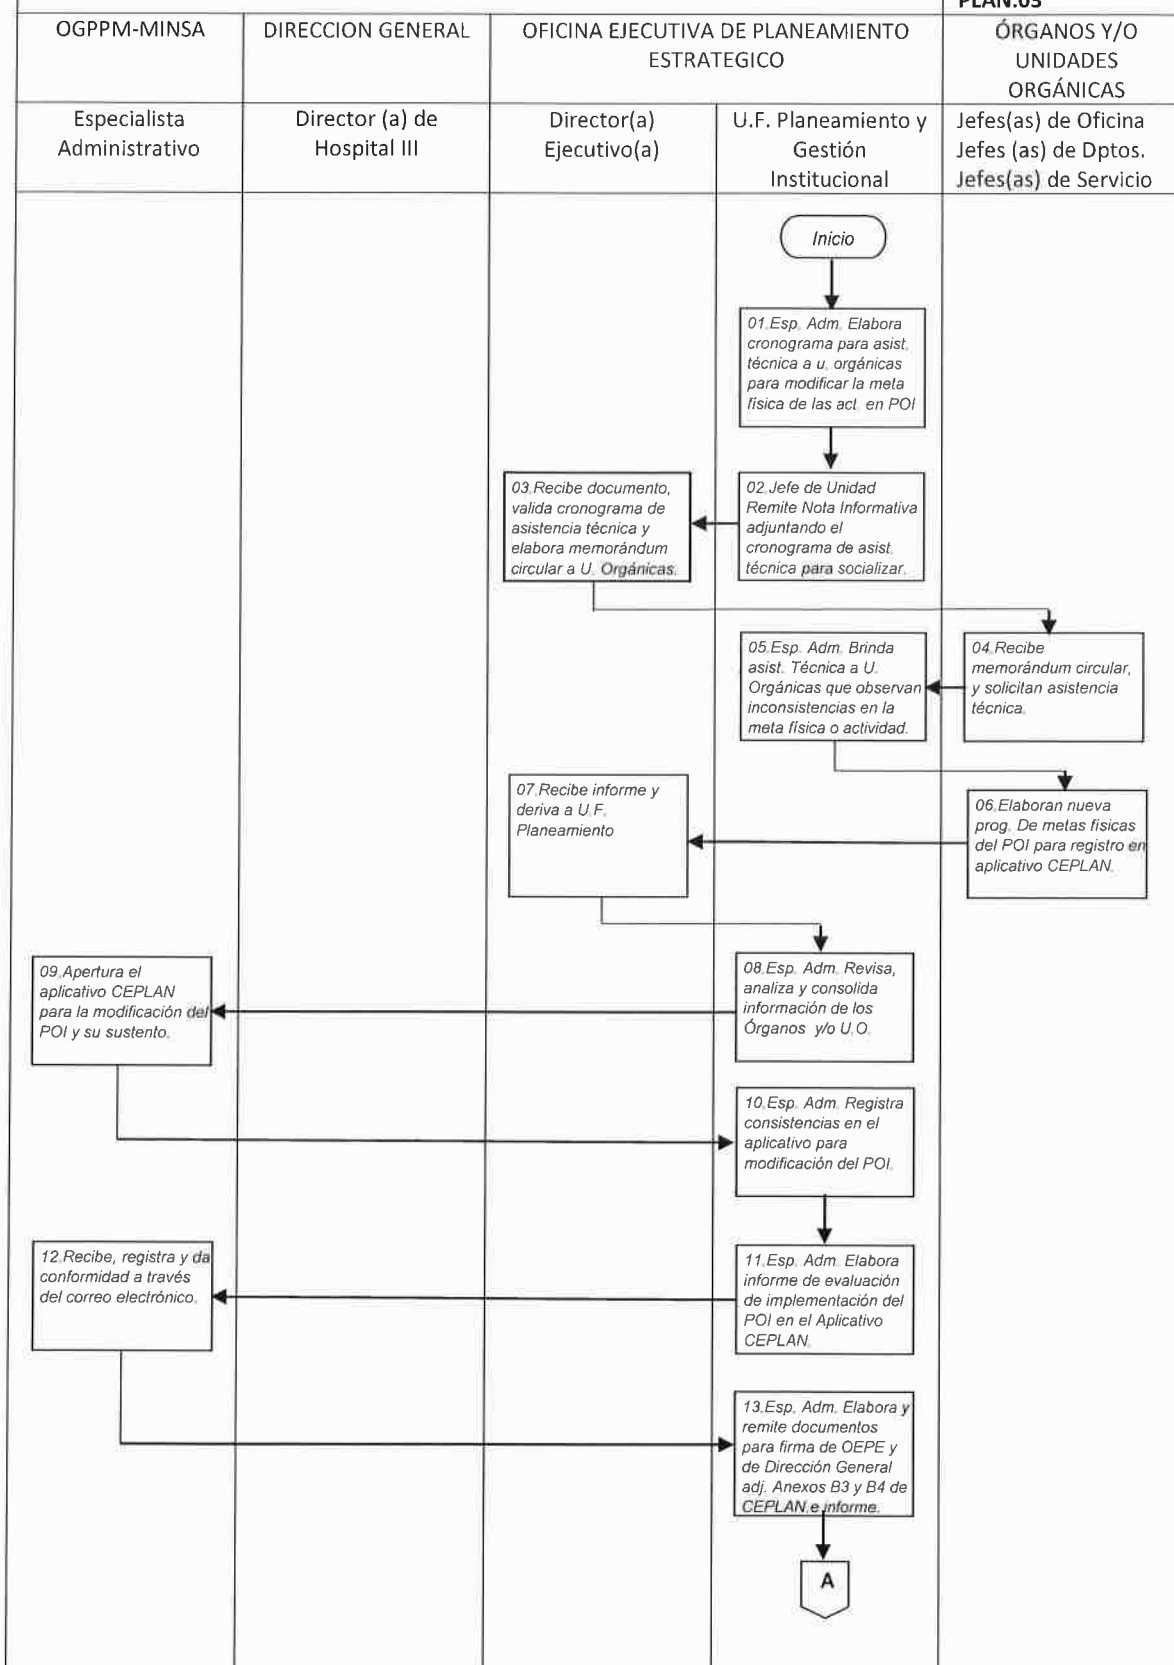 PLAN.03
OGPPM-MINSA
DIRECCION GENERAL
OFICINA EJECUTIVA DE PLANEAMIENTO
ESTRATEGICO
ÓRGANOS Y/O
UNIDADES
ORGÁNICAS
Especialista
Administrativo
Director (a) de
Hospital III
Director(a)
Ejecutivo(a)
U.F. Planeamiento y
Gestión
Institucional
Jefes(as) de Oficina
Jefes (as) de Dptos.
Jefes(as) de Servicio
Inicio
01.Esp. Adm. Elabora
cronograma para asist.
técnica a u. orgánicas
para modificar la meta
física de las act. en POI
02.Jefe de Unidad
Remite Nota Informativa
adjuntando el
cronograma de asist.
técnica para socializar.
03.Recibe documento,
valida cronograma de
asistencia técnica y
elabora memorándum
circular a U. Orgánicas.
04.Recibe
memorándum circular,
y solicitan asistencia
técnica.
05.Esp. Adm. Brinda
asist. Técnica a U.
Orgánicas que observan
inconsistencias en la
meta física o actividad.
06.Elaboran nueva
prog. De metas físicas
del POI para registro en
aplicativo CEPLAN.
07.Recibe informe y
deriva a U.F.
Planeamiento
08.Esp. Adm. Revisa,
analiza y consolida
información de los
Órganos y/o U.O.
09.Apertura el
aplicativo CEPLAN
para la modificación del
POI y su sustento.
10.Esp. Adm. Registra
consistencias en el
aplicativo para
modificación del POI.
11.Esp. Adm. Elabora
informe de evaluación
de implementación del
POI en el Aplicativo
CEPLAN.
12.Recibe, registra y da
conformidad a través
del correo electrónico.
13.Esp. Adm. Elabora y
remite documentos
para firma de OEPE y
de Dirección General
adj. Anexos B3 y B4 de
CEPLAN.e informe.
A